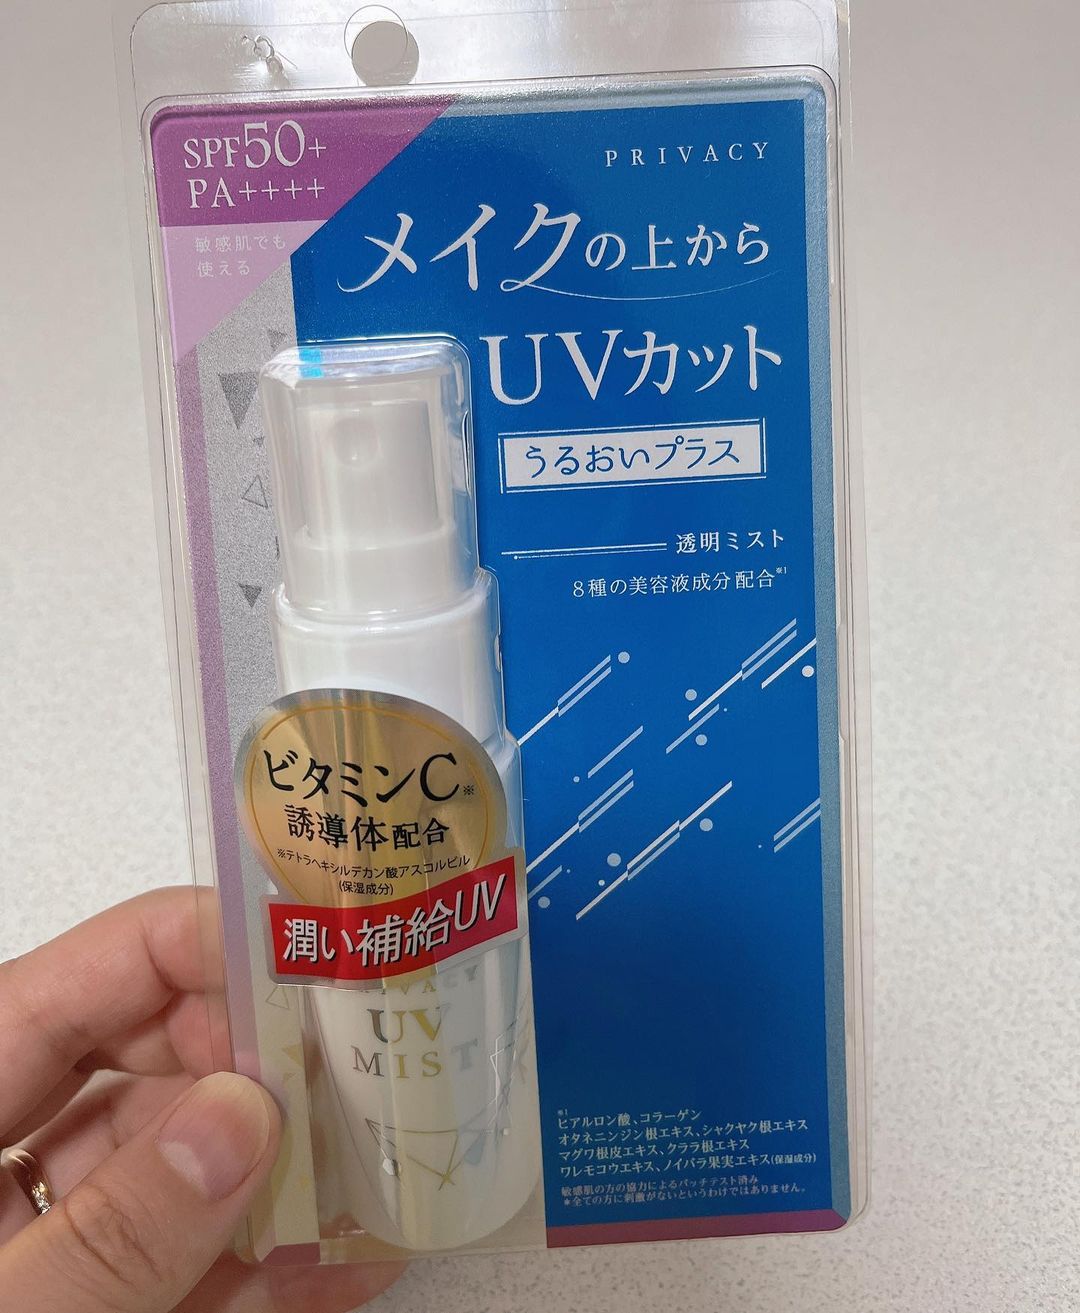 SPF50+
PA++++
敏感肌でも
使える
PRIVACY
メイクの上から
UVカット
うるおいプラス
透明ミスト
8種の美容液成分配合※1
ビタミンC※
誘導体配合
※テトラヘキシルデカン酸アスコルビル
(保湿成分)
潤い補給UV
UV
MIST
※1
ヒアルロン酸、コラーゲン
オタネニンジン根エキス、シャクヤク根エキス
マグワ根皮エキス、クララ根エキス
ワレモコウエキス、ノイバラ果実エキス(保湿成分)
敏感肌の方の協力によるパッチテスト済み
*全ての方に刺激がないというわけではありません。